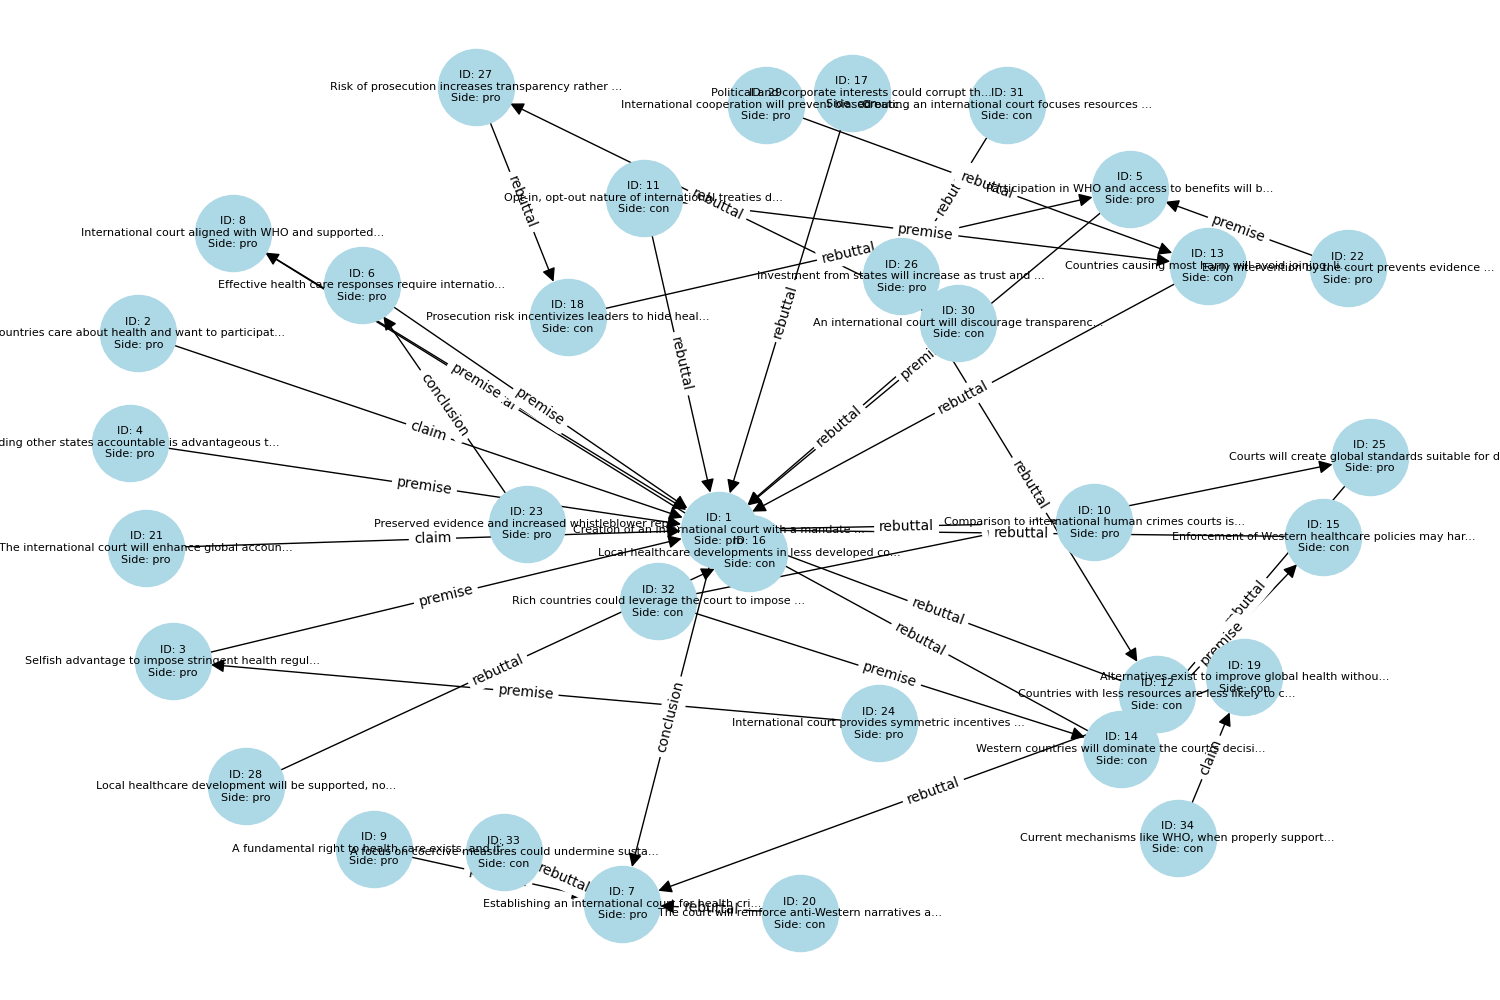 ID: 27
Risk of prosecution increases transparency rather ...
Side: pro
ID: 17
Political and corporate interests could corrupt th...
Side: con
ID: 29
International cooperation will prevent
Side: pro
ID: 31
Creating an international court focuses resources ...
Side: con
ID: 11
Opt-in, opt-out nature of international treaties d...
Side: con
ID: 5
Participation in WHO and access to benefits will b...
Side: pro
ID: 8
International court aligned with WHO and supported...
Side: pro
ID: 6
Effective health care responses require internatio...
Side: pro
ID: 26
Investment from states will increase as trust and ...
Side: pro
ID: 13
Countries causing most harm will avoid joining, li...
Side: con
ID: 22
Early intervention by the court prevents evidence ...
Side: pro
ID: 18
Prosecution risk incentivizes leaders to hide heal...
Side: con
ID: 30
An international court will discourage transparenc...
Side: con
ID: 2
ountries care about health and want to participat...
Side: pro
ID: 4
ding other states accountable is advantageous t...
Side: pro
ID: 25
Courts will create global standards suitable for d
Side: pro
ID: 23
Preserved evidence and increased whistleblower rep
Side: pro
ID: 1
Creation of an international court with a mandate ...
Side: pro
ID: 10
Comparison to international human crimes courts is...
Side: pro
ID: 15
Enforcement of Western healthcare policies may har...
Side: con
ID: 21
The international court will enhance global accoun...
Side: pro
ID: 16
Local healthcare developments in less developed co...
Side: con
ID: 32
Rich countries could leverage the court to impose ...
Side: con
ID: 3
Selfish advantage to impose stringent health regul...
Side: pro
ID: 19
Alternatives exist to improve global health withou...
Side: con
ID: 12
Countries with less resources are less likely to c...
Side: con
ID: 24
International court provides symmetric incentives ...
Side: pro
ID: 14
Western countries will dominate the court's decisi...
Side: con
ID: 28
Local healthcare development will be supported, no...
Side: pro
ID: 34
Current mechanisms like WHO, when properly support...
Side: con
ID: 9
A fundamental right to health care exists, and it
Side: pro
ID: 33
A focus on coercive measures could undermine susta...
Side: con
ID: 7
Establishing an international court for health cri...
Side: pro
ID: 20
The court will reinforce anti-Western narratives a...
Side: con
rebuttal
rebuttal
rebuttal
premise
premise
rebuttal
rebuttal
rebuttal
conclusion
premise
premise
rebuttal
rebuttal
claim
premise
rebuttal
claim
rebuttal
rebuttal
premise
rebuttal
rebuttal
rebuttal
premise
premise
premise
conclusion
claim
rebuttal
rebuttal
rebuttal